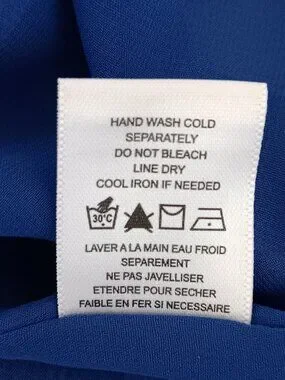 HAND WASH COLD
SEPARATELY
DO NOT BLEACH
LINE DRY
COOL IRON IF NEEDED
30°C
LAVER A LA MAIN EAU FROID
SEPAREMENT
NE PAS JAVELLISER
ETENDRE POUR SECHER
FAIBLE EN FER SI NECESSAIRE